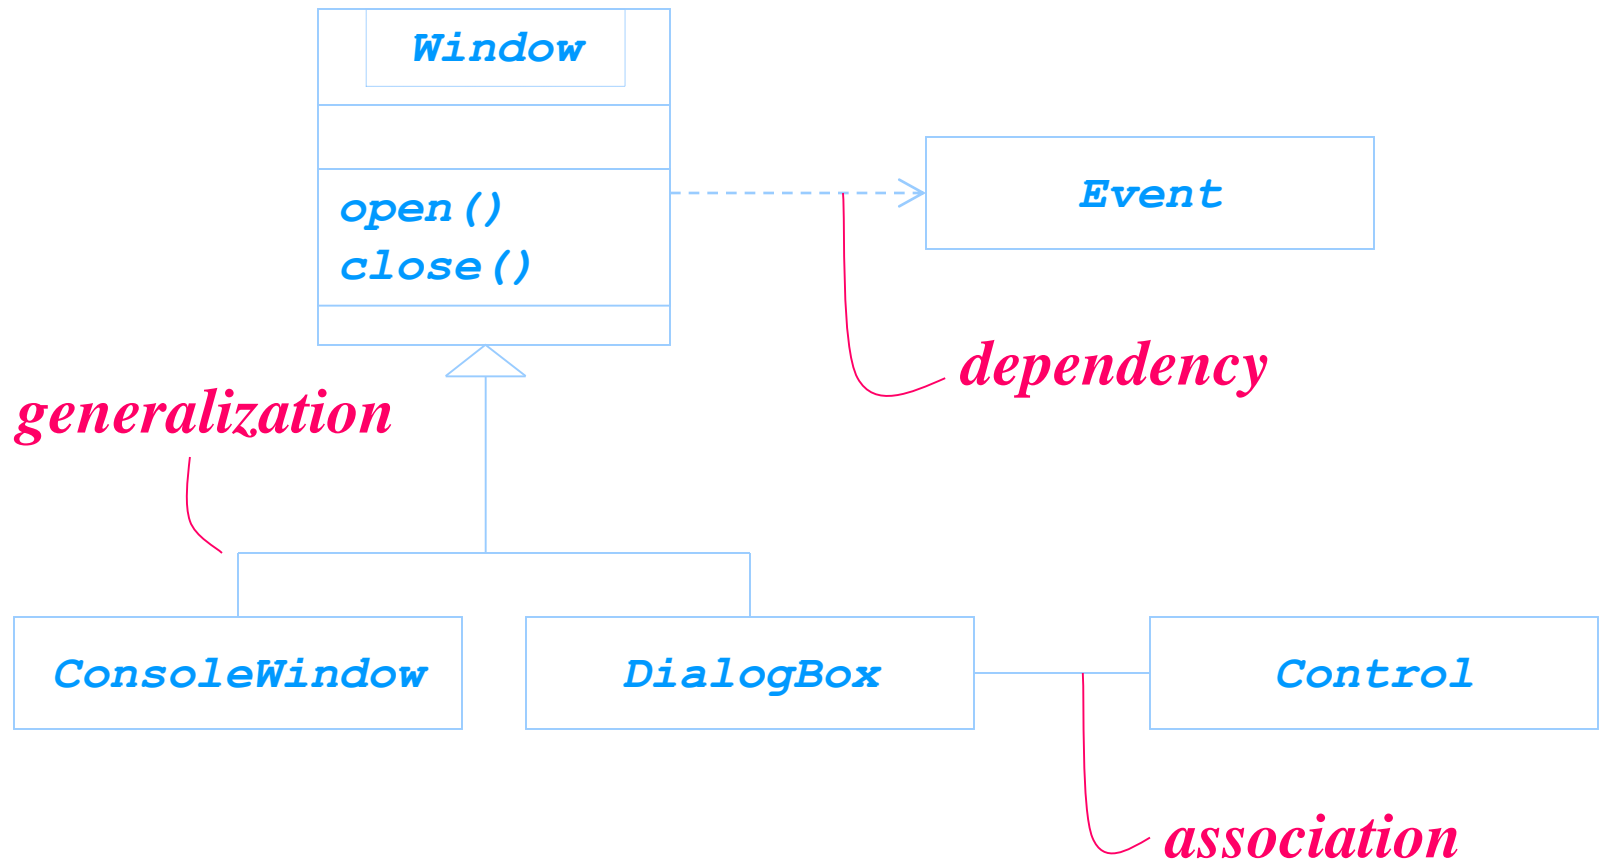 Window
open()
close()
Event
dependency
generalization
ConsoleWindow
DialogBox
Control
association